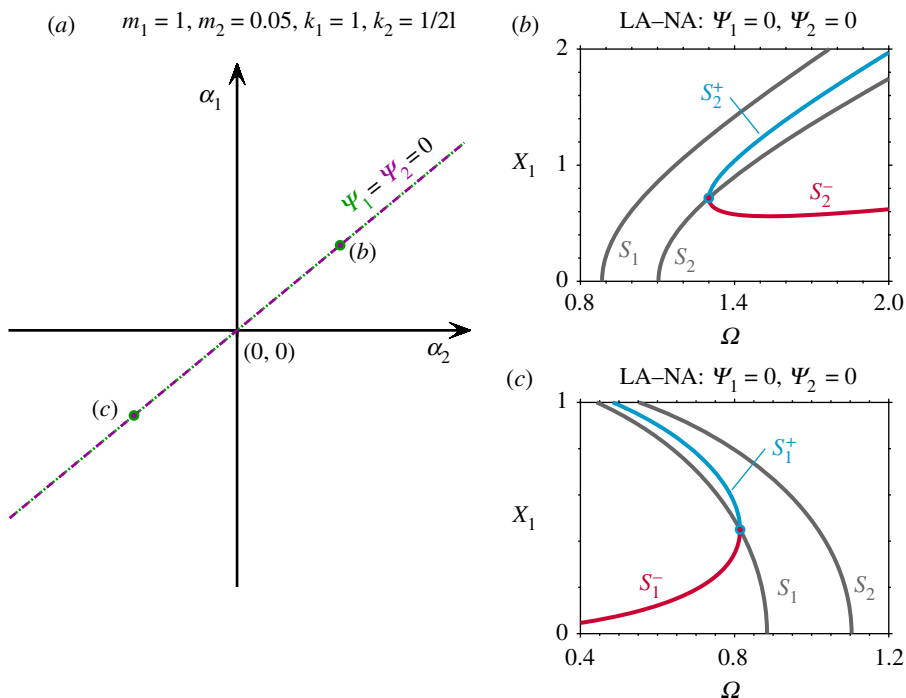 (a) m₁ = 1, m₂ = 0.05, k₁ = 1, k₂ = 1/2l
α₁
Ψ₁ = Ψ₂ = 0
(b)
(0, 0)
α₂
(c)
(b) LA–NA: Ψ₁ = 0, Ψ₂ = 0
2
S₂⁺
X₁ 1
S₂⁻
S₁ S₂
0
0.8 1.4 2.0
Ω
(c) LA–NA: Ψ₁ = 0, Ψ₂ = 0
1
S₁⁺
X₁
S₁⁻ S₁ S₂
0
0.4 0.8 1.2
Ω